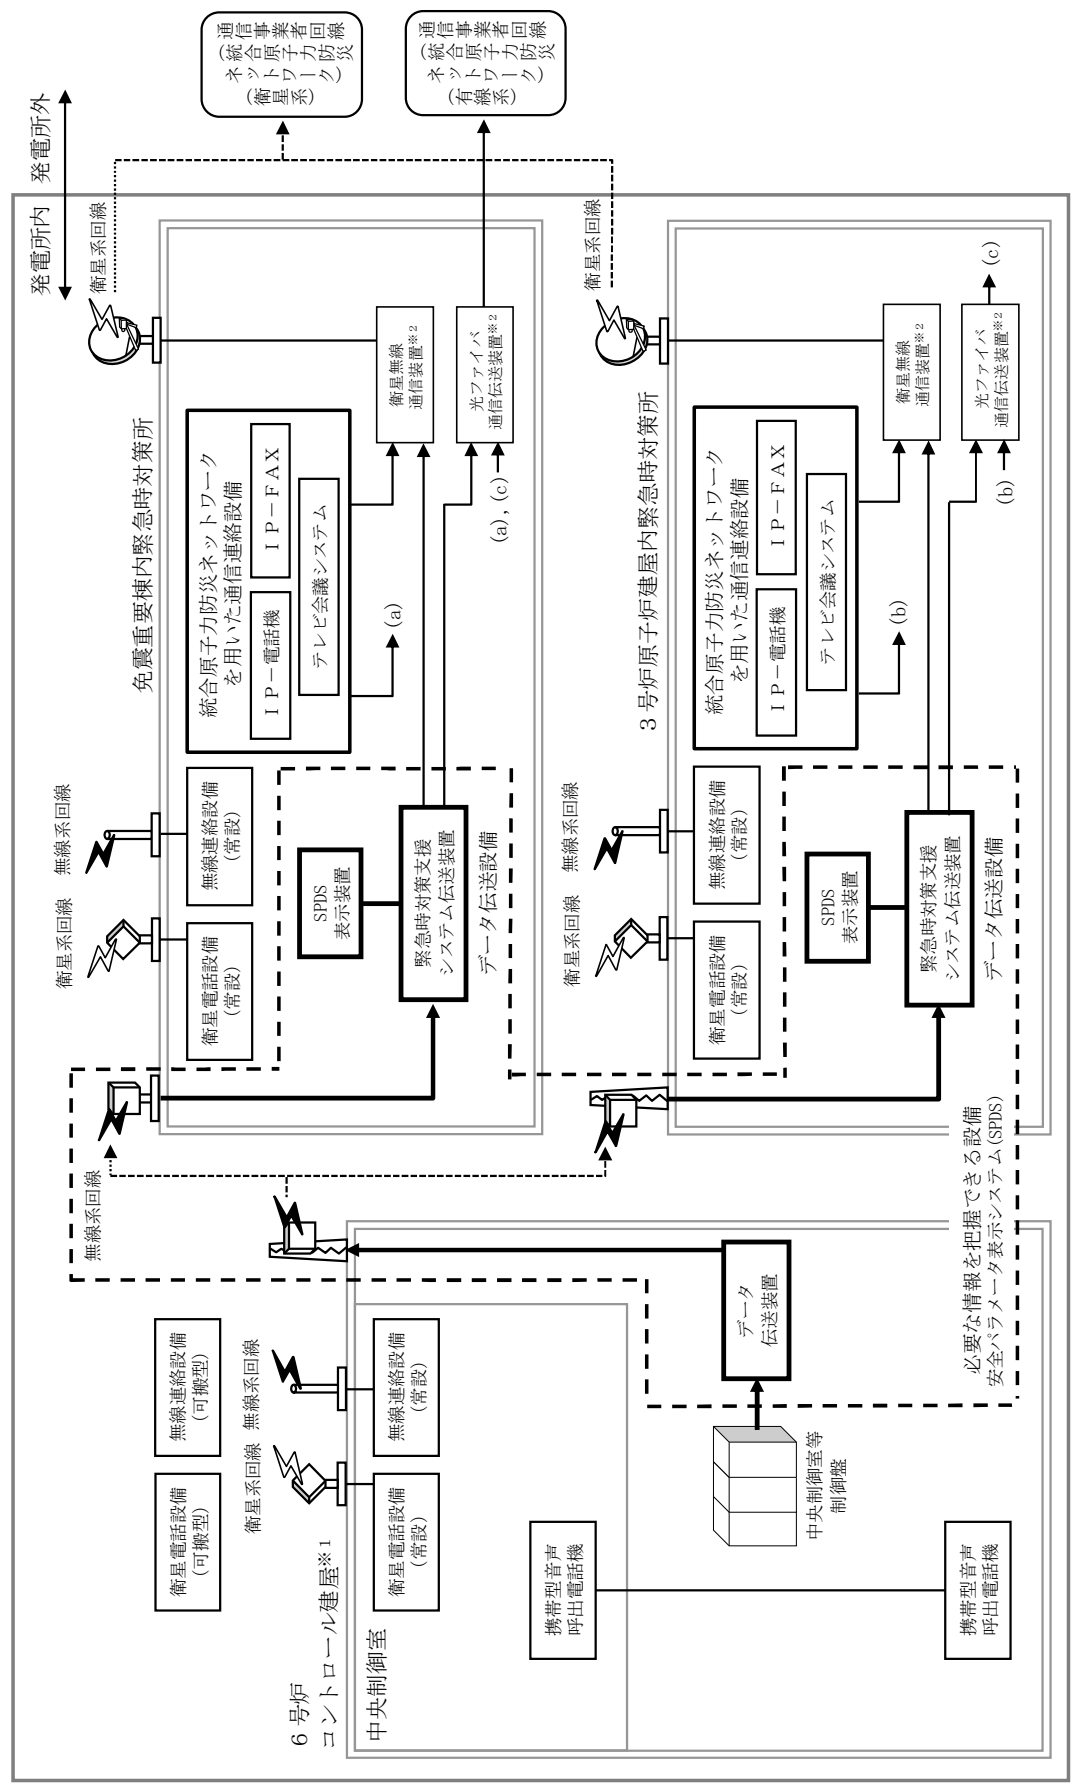 発電所内 発電所外
通信事業者回線
(統合原子力防災
ネットワーク)
(衛星系)
通信事業者回線
(統合原子力防災
ネットワーク)
(有線系)
衛星系回線
免震重要棟内緊急時対策所
無線系回線
衛星系回線
無線系回線
統合原子力防災ネットワーク
を用いた通信連絡設備
IP－電話機
IP－FAX
テレビ会議システム
衛星無線
通信装置※2
光ファイバ
通信伝送装置※2
(a)
(a), (c)
無線連絡設備
(常設)
衛星電話設備
(常設)
SPDS
表示装置
緊急時対策支援
システム伝送装置
データ伝送設備
衛星系回線
3号炉原子炉建屋内緊急時対策所
無線系回線
衛星系回線
統合原子力防災ネットワーク
を用いた通信連絡設備
IP－電話機
IP－FAX
テレビ会議システム
衛星無線
通信装置※2
光ファイバ
通信伝送装置※2
(c)
(b)
(b)
無線連絡設備
(常設)
衛星電話設備
(常設)
SPDS
表示装置
緊急時対策支援
システム伝送装置
データ伝送設備
必要な情報を把握できる設備
安全パラメータ表示システム(SPDS)
無線連絡設備
(可搬型)
衛星電話設備
(可搬型)
無線系回線
衛星系回線
6号炉
コントロール建屋※1
中央制御室
無線連絡設備
(常設)
衛星電話設備
(常設)
データ
伝送装置
中央制御室等
制御盤
携帯型音声
呼出電話機
携帯型音声
呼出電話機